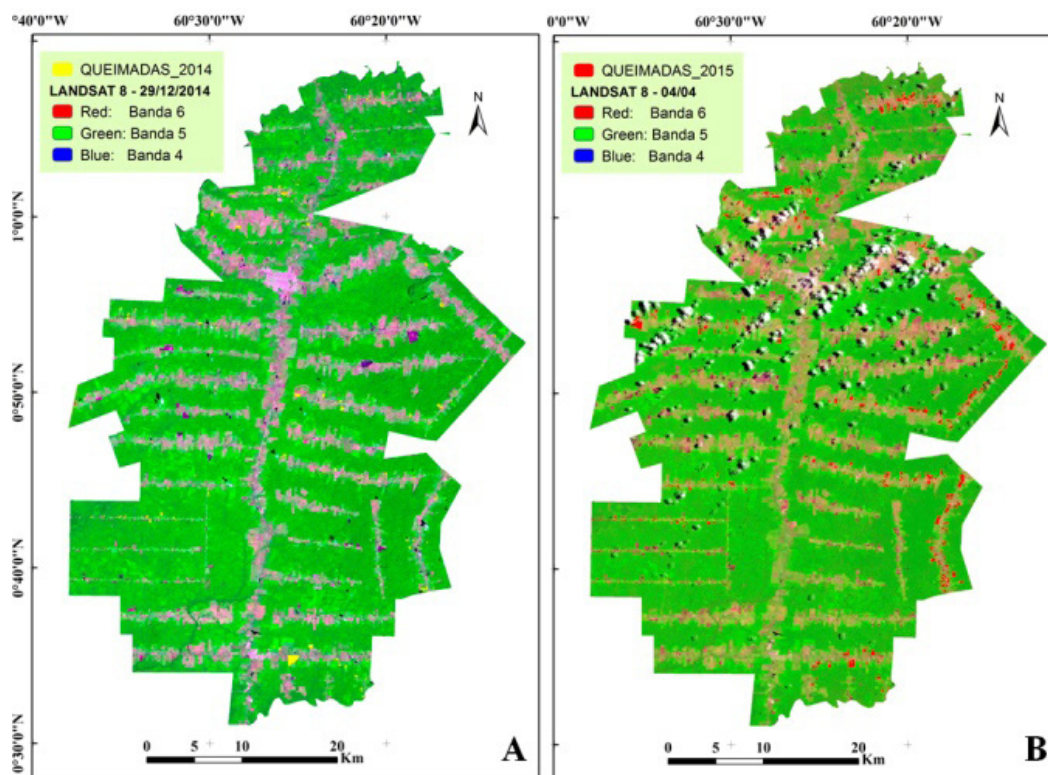 °40'0"W 60°30'0"W 60°20'0"W
0'0"W 60°30'0"W 60°20'0"W
QUEIMADAS_2014
LANDSAT 8 - 29/12/2014
Red: Banda 6
Green: Banda 5
Blue: Banda 4
N
QUEIMADAS_2015
LANDSAT 8 - 04/04
Red: Banda 6
Green: Banda 5
Blue: Banda 4
N
1°0'0"N
0°50'0"N
0°40'0"N
0°30'0"N
0 5 10 20
Km
A
0 5 10 20
Km
B